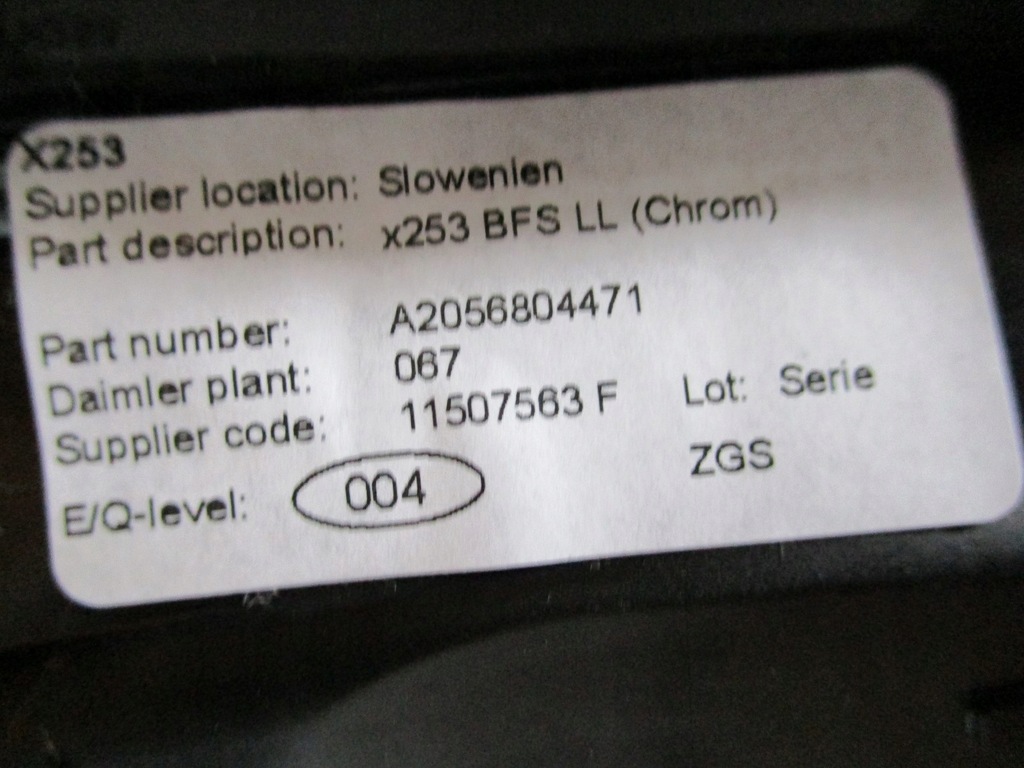 X253
Supplier location: Slowenien
Part description: x253 BFS LL (Chrom)
Part number: A2056804471
Daimler plant: 067
Supplier code: 11507563 F Lot: Serie
E/Q-level: 004 ZGS